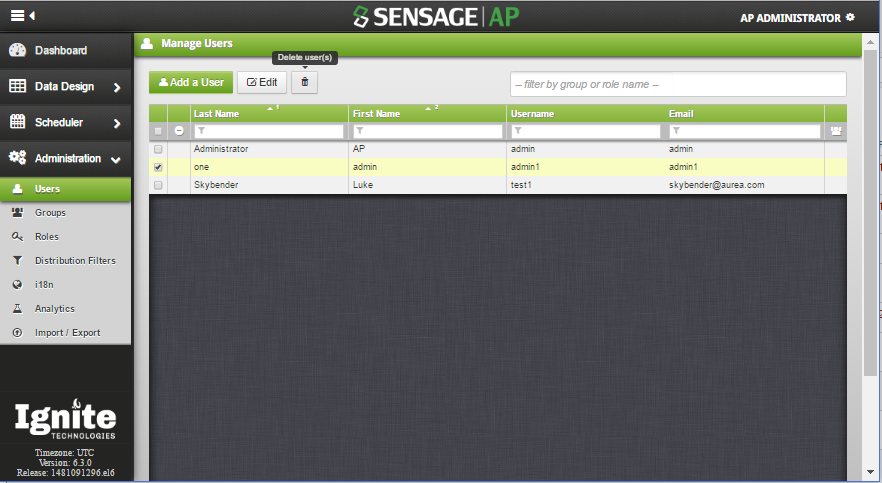 SENSAGE AP
AP ADMINISTRATOR
Dashboard
Data Design
Scheduler
Administration
Users
Groups
Roles
Distribution Filters
i18n
Analytics
Import / Export
Ignite
TECHNOLOGIES
Timezone: UTC
Version: 6.3.0
Release: 1481091296.el6
Manage Users
Delete user(s)
Add a User Edit
-- filter by group or role name --
Last Name 1 First Name 2 Username Email
Administrator AP admin admin
one admin admin1 admin1
Skybender Luke test1 skybender@aurea.com